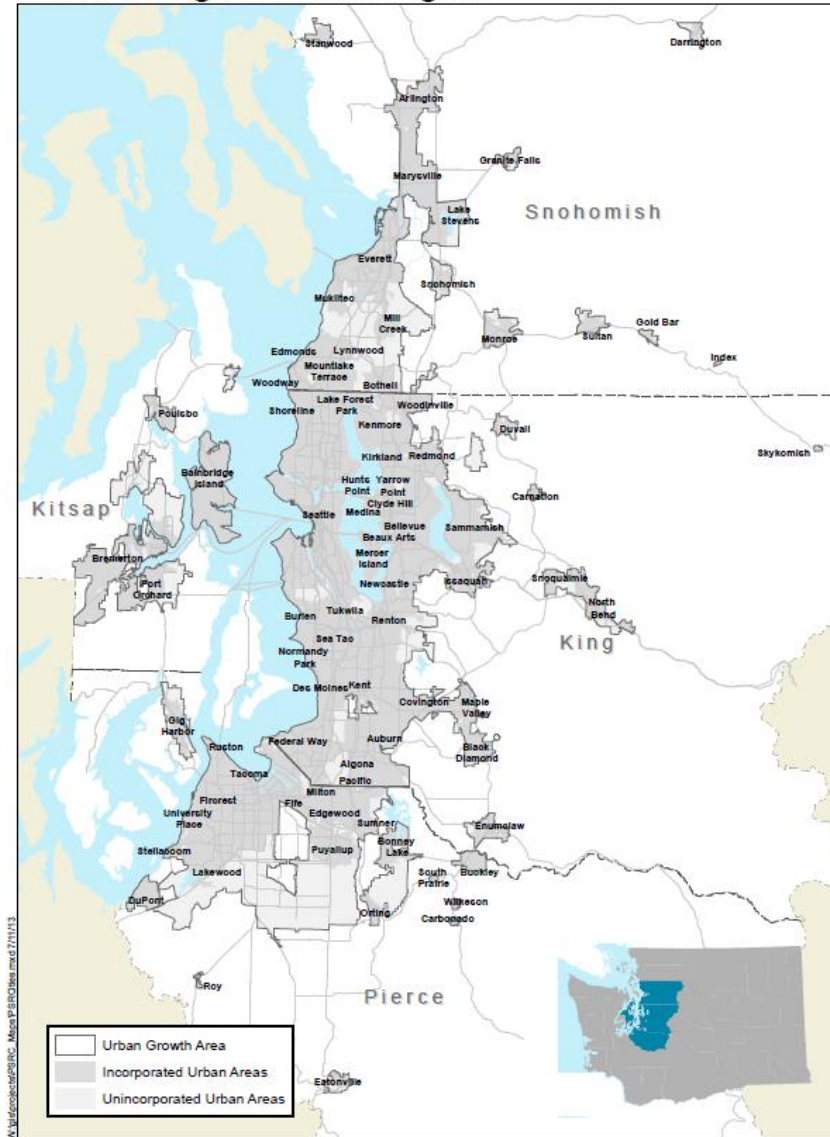 Stanwood
Darrington
Arlington
Granite Falls
Marysville
Lake
Stevens
Snohomish
Everett
Snohomish
Mukilteo
Mill
Creek
Gold Bar
Monroe
Sultan
Index
Edmonds
Lynnwood
Mountlake
Terrace
Woodway
Bothell
Lake Forest
Park
Woodinville
Shoreline
Poulsbo
Kenmore
Duvall
Skykomish
Kirkland
Redmond
Bainbridge
Island
Hunts
Point
Yarrow
Point
Carnation
Clyde Hill
Kitsap
Seattle
Medina
Bellevue
Sammamish
Beaux Arts
Bremerton
Mercer
Island
Port
Orchard
Newcastle
Issaquah
Snoqualmie
North
Bend
Tukwila
Burien
Renton
King
Sea Tac
Normandy
Park
Des Moines
Kent
Covington
Maple
Valley
Gig
Harbor
Ruston
Federal Way
Auburn
Black
Diamond
Tacoma
Algona
Pacific
Milton
Fircrest
Fife
University
Place
Edgewood
Sumner
Enumclaw
Steilacoom
Puyallup
Bonney
Lake
Lakewood
South
Prairie
Buckley
DuPont
Orting
Wilkeson
Carbonado
Roy
Pierce
Eatonville
Urban Growth Area
Incorporated Urban Areas
Unincorporated Urban Areas